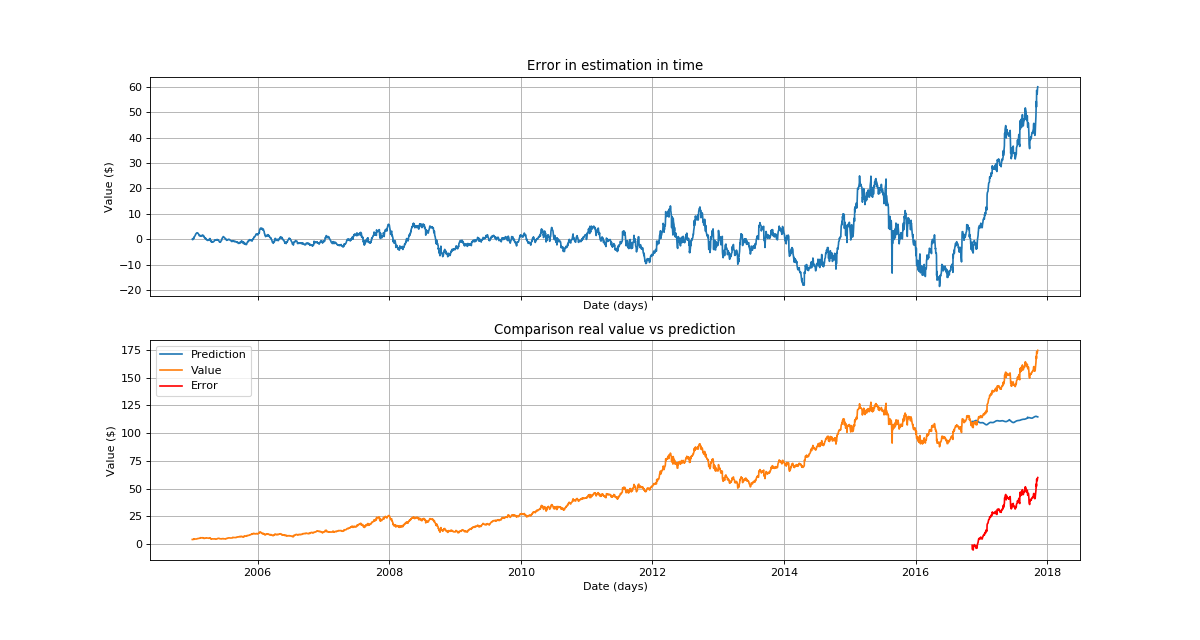 Error in estimation in time
60
50
40
30
20
10
0
−10
−20
Value ($)
Date (days)
Comparison real value vs prediction
175
150
125
100
75
50
25
0
Value ($)
Prediction
Value
Error
2006 2008 2010 2012 2014 2016 2018
Date (days)